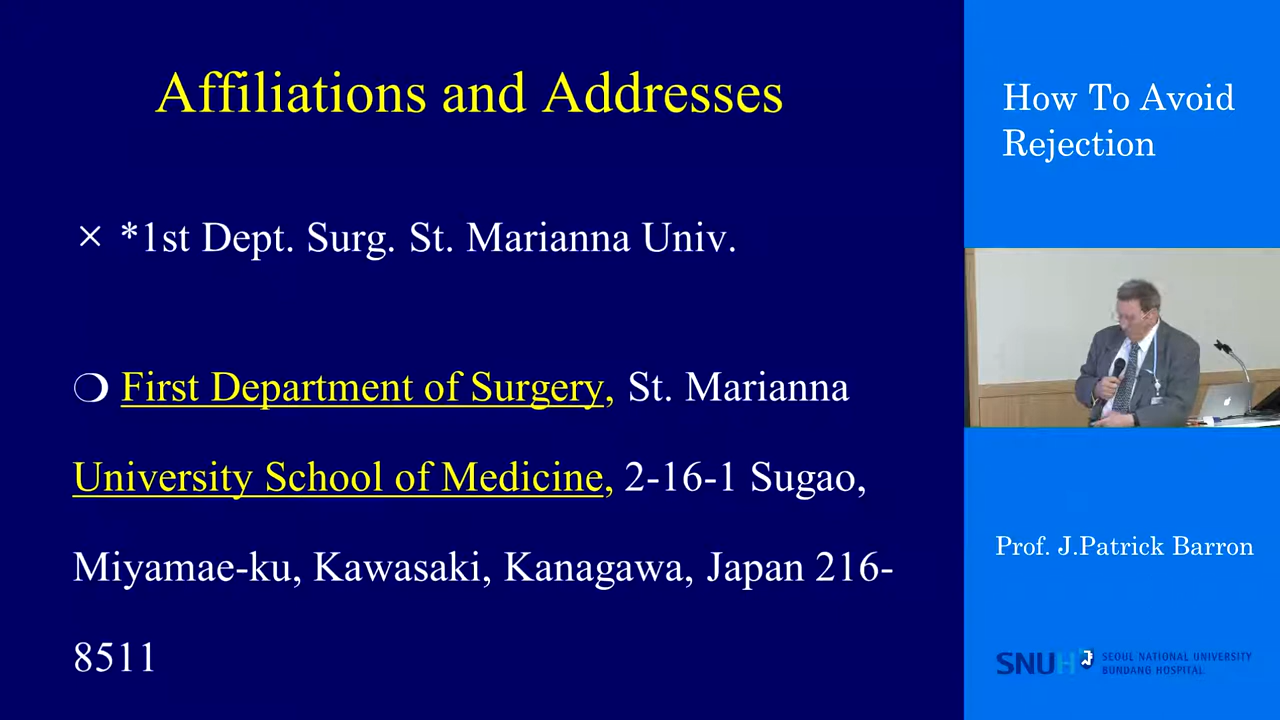 Affiliations and Addresses
× *1st Dept. Surg. St. Marianna Univ.
❍ First Department of Surgery, St. Marianna
University School of Medicine, 2-16-1 Sugao,
Miyamae-ku, Kawasaki, Kanagawa, Japan 216-
8511
How To Avoid
Rejection
Prof. J.Patrick Barron
SNUH SEOUL NATIONAL UNIVERSITY
BUNDANG HOSPITAL